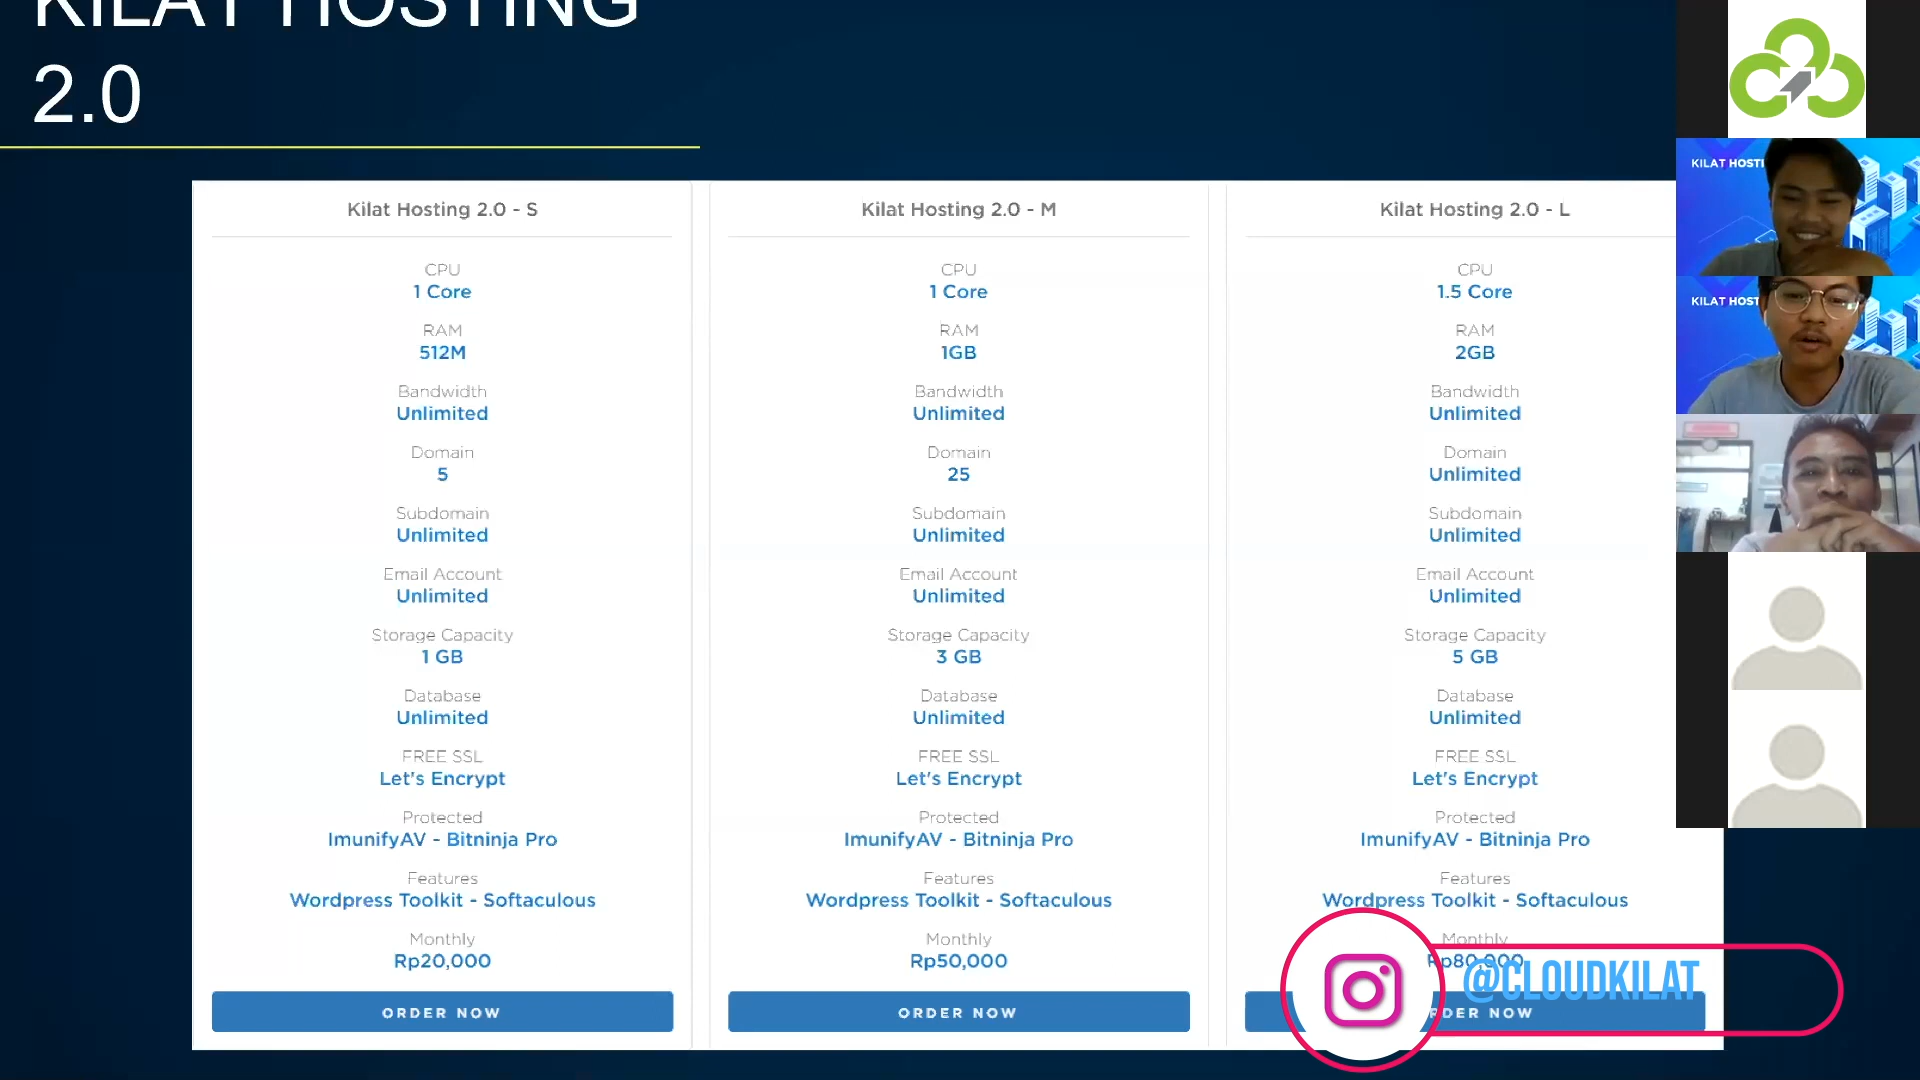 KILAT HOSTING
2.0
Kilat Hosting 2.0 - S
CPU
1 Core
RAM
512M
Bandwidth
Unlimited
Domain
5
Subdomain
Unlimited
Email Account
Unlimited
Storage Capacity
1 GB
Database
Unlimited
FREE SSL
Let's Encrypt
Protected
ImunifyAV - Bitninja Pro
Features
Wordpress Toolkit - Softaculous
Monthly
Rp20,000
ORDER NOW
Kilat Hosting 2.0 - M
CPU
1 Core
RAM
1GB
Bandwidth
Unlimited
Domain
25
Subdomain
Unlimited
Email Account
Unlimited
Storage Capacity
3 GB
Database
Unlimited
FREE SSL
Let's Encrypt
Protected
ImunifyAV - Bitninja Pro
Features
Wordpress Toolkit - Softaculous
Monthly
Rp50,000
ORDER NOW
Kilat Hosting 2.0 - L
CPU
1.5 Core
RAM
2GB
Bandwidth
Unlimited
Domain
Unlimited
Subdomain
Unlimited
Email Account
Unlimited
Storage Capacity
5 GB
Database
Unlimited
FREE SSL
Let's Encrypt
Protected
ImunifyAV - Bitninja Pro
Features
Wordpress Toolkit - Softaculous
Monthly
Rp80,000
RDER NOW
@CLOUDKILAT
KILAT HOSTI
KILAT HOST